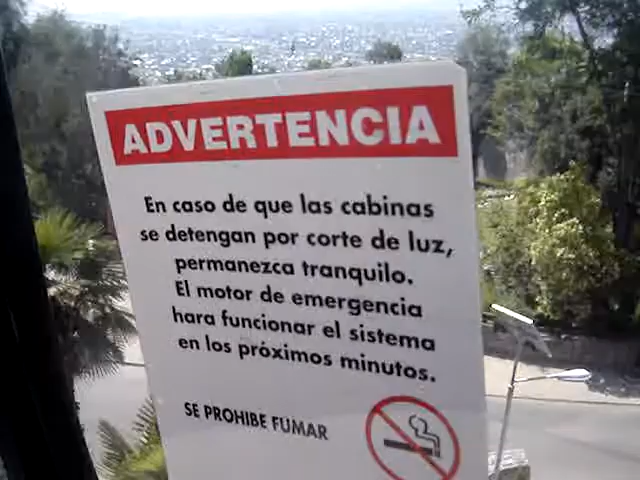 ADVERTENCIA
En caso de que las cabinas
se detengan por corte de luz,
permanezca tranquilo.
El motor de emergencia
hara funcionar el sistema
en los próximos minutos.
SE PROHIBE FUMAR